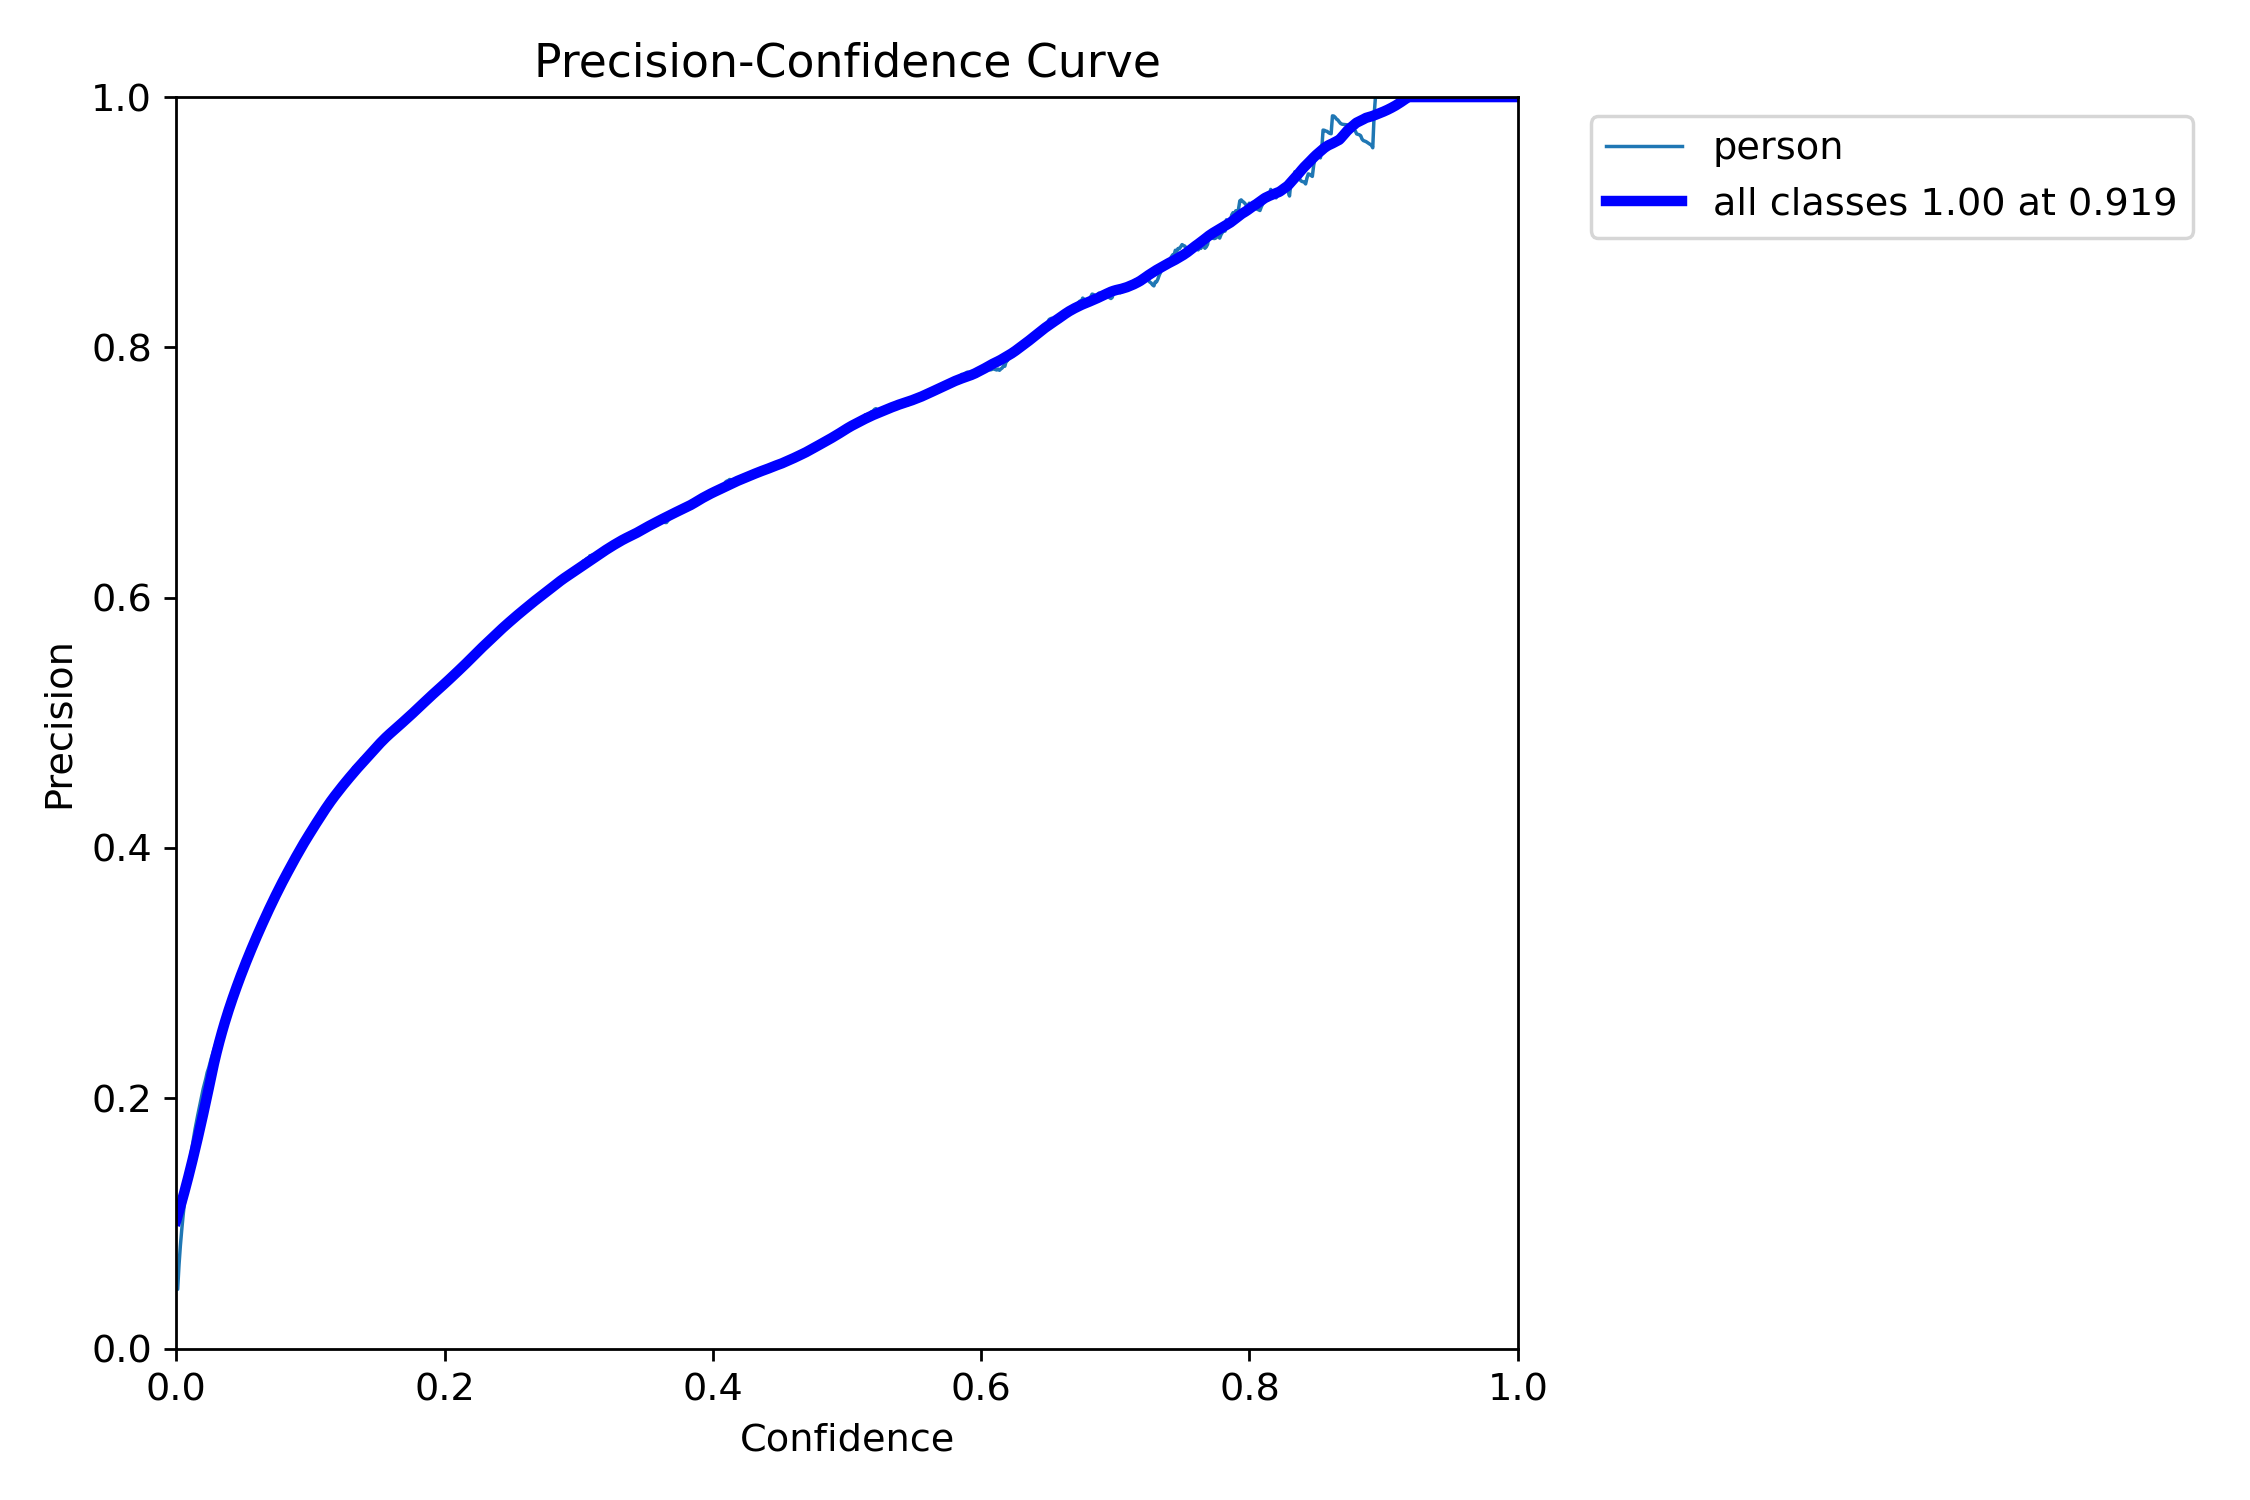 Precision-Confidence Curve
1.0
0.8
0.6
0.4
0.2
0.0
Precision
0.0 0.2 0.4 0.6 0.8 1.0
Confidence
person
all classes 1.00 at 0.919